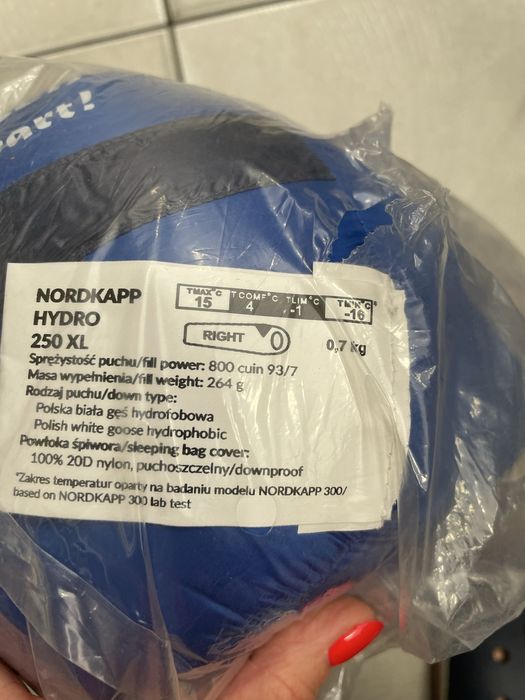 art!
NORDKAPP
HYDRO
250 XL
TMAX°C TCOMF°C TLIM°C TMIN°C*
15 4 -1 -16
RIGHT
0,7 kg
Sprężystość puchu/fill power: 800 cuin 93/7
Masa wypełnienia/fill weight: 264 g
Rodzaj puchu/down type:
Polska biała gęś hydrofobowa
Polish white goose hydrophobic
Powłoka śpiwora/sleeping bag cover:
100% 20D nylon, puchoszczelny/downproof
*Zakres temperatur oparty na badaniu modelu NORDKAPP 300/
based on NORDKAPP 300 lab test